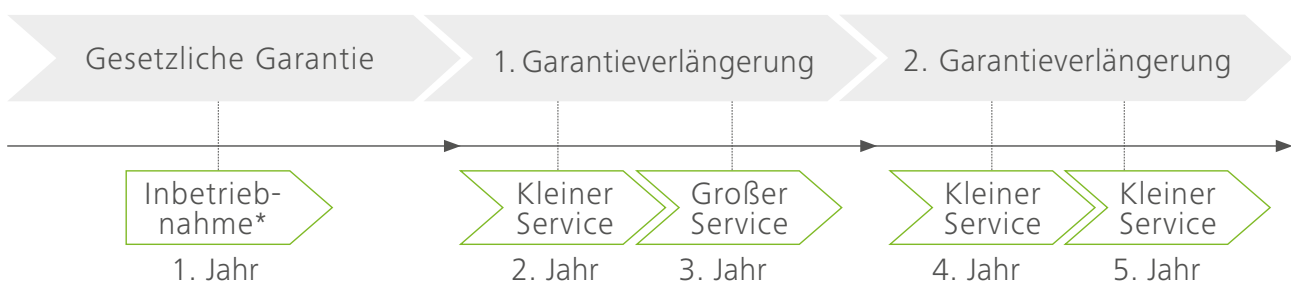 Gesetzliche Garantie
1. Garantieverlängerung
2. Garantieverlängerung
Inbetrieb-
nahme*
1. Jahr
Kleiner
Service
2. Jahr
Großer
Service
3. Jahr
Kleiner
Service
4. Jahr
Kleiner
Service
5. Jahr